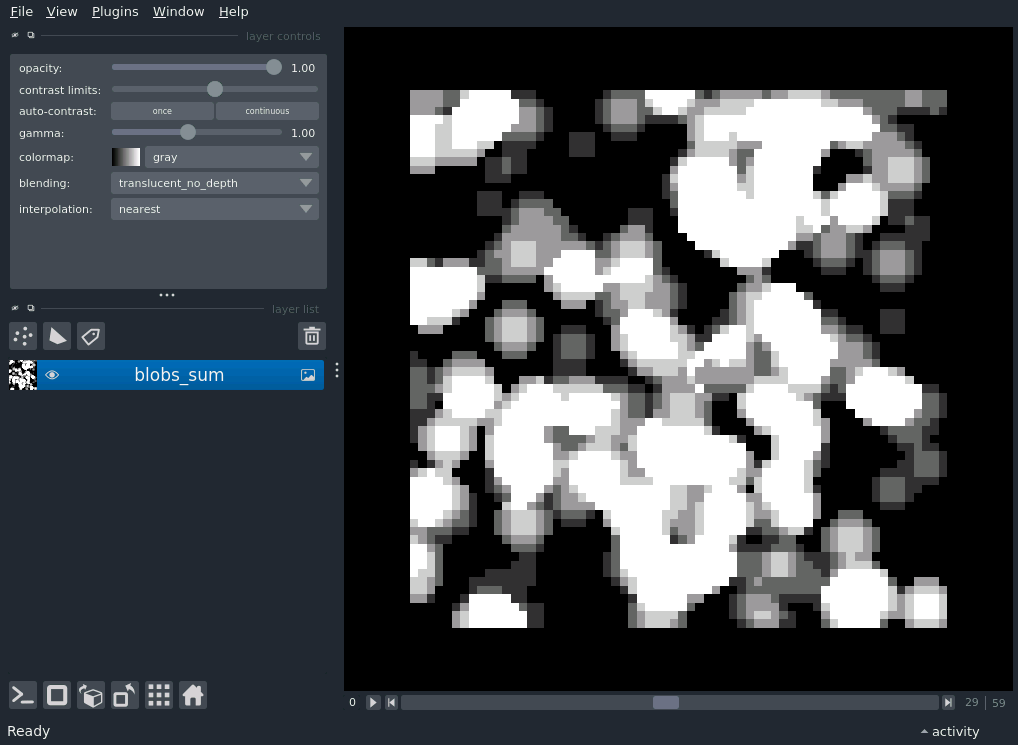 File View Plugins Window Help
layer controls
opacity: 1.00
contrast limits:
auto-contrast: once continuous
gamma: 1.00
colormap: gray
blending: translucent_no_depth
interpolation: nearest
layer list
blobs_sum
0 29 59
Ready activity